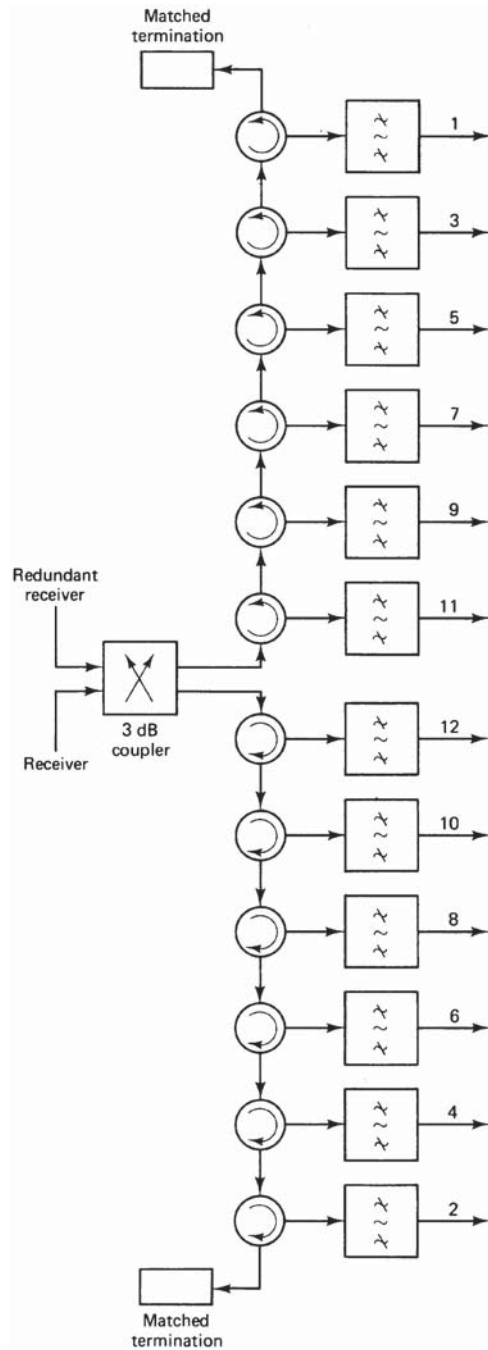 Matched
termination
1
3
5
7
9
Redundant
receiver
11
3 dB
coupler
Receiver
12
10
8
6
4
2
Matched
termination